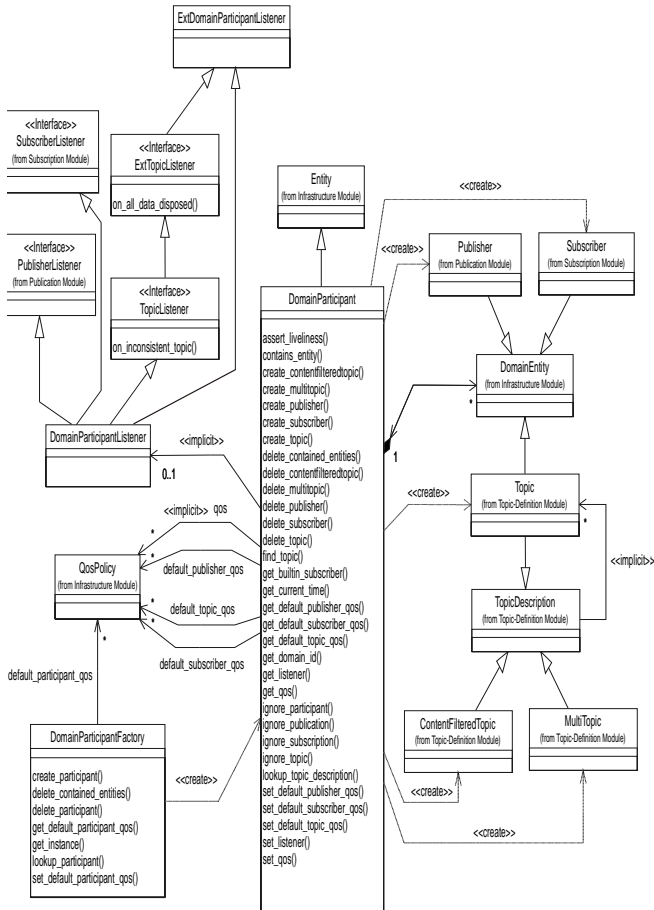 ExtDomainParticipantListener
<<Interface>>
SubscriberListener
(from Subscription Module)
<<Interface>>
ExtTopicListener
on_all_data_disposed()
<<Interface>>
PublisherListener
(from Publication Module)
<<Interface>>
TopicListener
on_inconsistent_topic()
DomainParticipantListener
<<implicit>>
0..1
Entity
(from Infrastructure Module)
<<create>>
<<create>>
Publisher
(from Publication Module)
Subscriber
(from Subscription Module)
DomainParticipant
assert_liveliness()
contains_entity()
create_contentfilteredtopic()
create_multitopic()
create_publisher()
create_subscriber()
create_topic()
delete_contained_entities()
delete_contentfilteredtopic()
delete_multitopic()
delete_publisher()
delete_subscriber()
delete_topic()
find_topic()
get_builtin_subscriber()
get_current_time()
get_default_publisher_qos()
get_default_subscriber_qos()
get_default_topic_qos()
get_domain_id()
get_listener()
get_qos()
ignore_participant()
ignore_publication()
ignore_subscription()
ignore_topic()
lookup_topic_description()
set_default_publisher_qos()
set_default_subscriber_qos()
set_default_topic_qos()
set_listener()
set_qos()
DomainEntity
(from Infrastructure Module)
*
1
<<create>>
Topic
(from Topic-Definition Module)
*
<<implicit>>
TopicDescription
(from Topic-Definition Module)
ContentFilteredTopic
(from Topic-Definition Module)
MultiTopic
(from Topic-Definition Module)
<<create>>
<<create>>
<<implicit>> qos
*
QosPolicy
(from Infrastructure Module)
*
default_publisher_qos
*
default_topic_qos
*
default_subscriber_qos
*
default_participant_qos
DomainParticipantFactory
create_participant()
delete_contained_entities()
delete_participant()
get_default_participant_qos()
get_instance()
lookup_participant()
set_default_participant_qos()
<<create>>